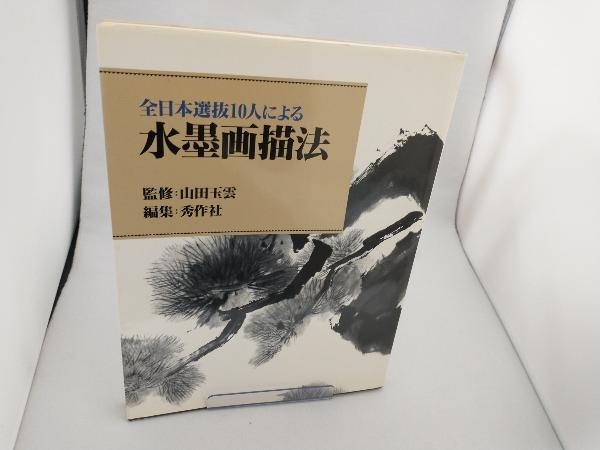 全日本選抜10人による
水墨画描法
監修:山田玉雲
編集:秀作社